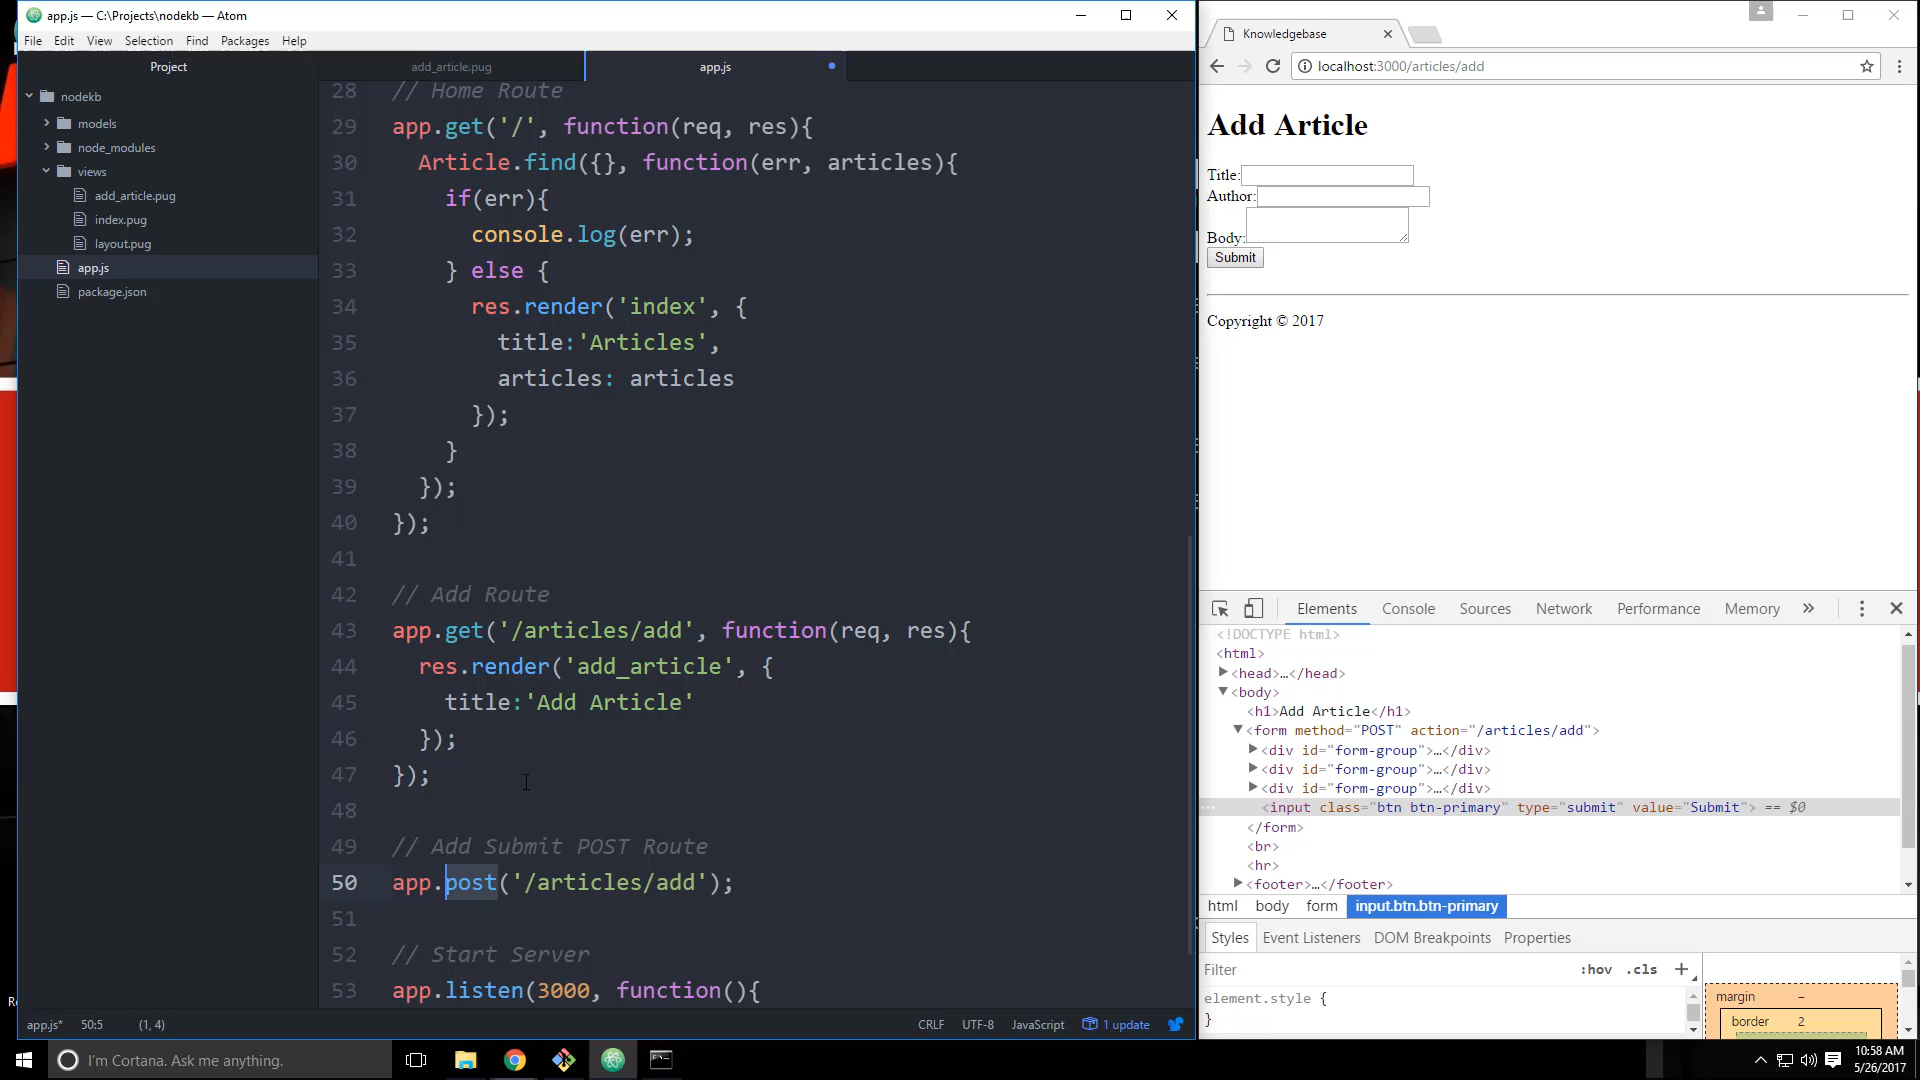 app.js — C:\Projects\nodekb — Atom
File Edit View Selection Find Packages Help
Project
nodekb
models
node_modules
views
add_article.pug
index.pug
layout.pug
app.js
package.json
add_article.pug
app.js
28 // Home Route
29 app.get('/', function(req, res){
30 Article.find({}, function(err, articles){
31 if(err){
32 console.log(err);
33 } else {
34 res.render('index', {
35 title:'Articles',
36 articles: articles
37 });
38 }
39 });
40 });
41
42 // Add Route
43 app.get('/articles/add', function(req, res){
44 res.render('add_article', {
45 title:'Add Article'
46 });
47 });
48
49 // Add Submit POST Route
50 app.post('/articles/add');
51
52 // Start Server
53 app.listen(3000, function(){
app.js* 50:5 (1, 4) CRLF UTF-8 JavaScript 1 update
Knowledgebase
localhost:3000/articles/add
Add Article
Title:
Author:
Body:
Submit
Copyright © 2017
Elements Console Sources Network Performance Memory »
<!DOCTYPE html>
<html>
<head>…</head>
<body>
<h1>Add Article</h1>
<form method="POST" action="/articles/add">
<div id="form-group">…</div>
<div id="form-group">…</div>
<div id="form-group">…</div>
<input class="btn btn-primary" type="submit" value="Submit"> == $0
</form>
<br>
<hr>
<footer>…</footer>
html body form input.btn.btn-primary
Styles Event Listeners DOM Breakpoints Properties
Filter :hov .cls +
element.style {
}
margin –
border 2
I'm Cortana. Ask me anything.
10:58 AM
5/26/2017